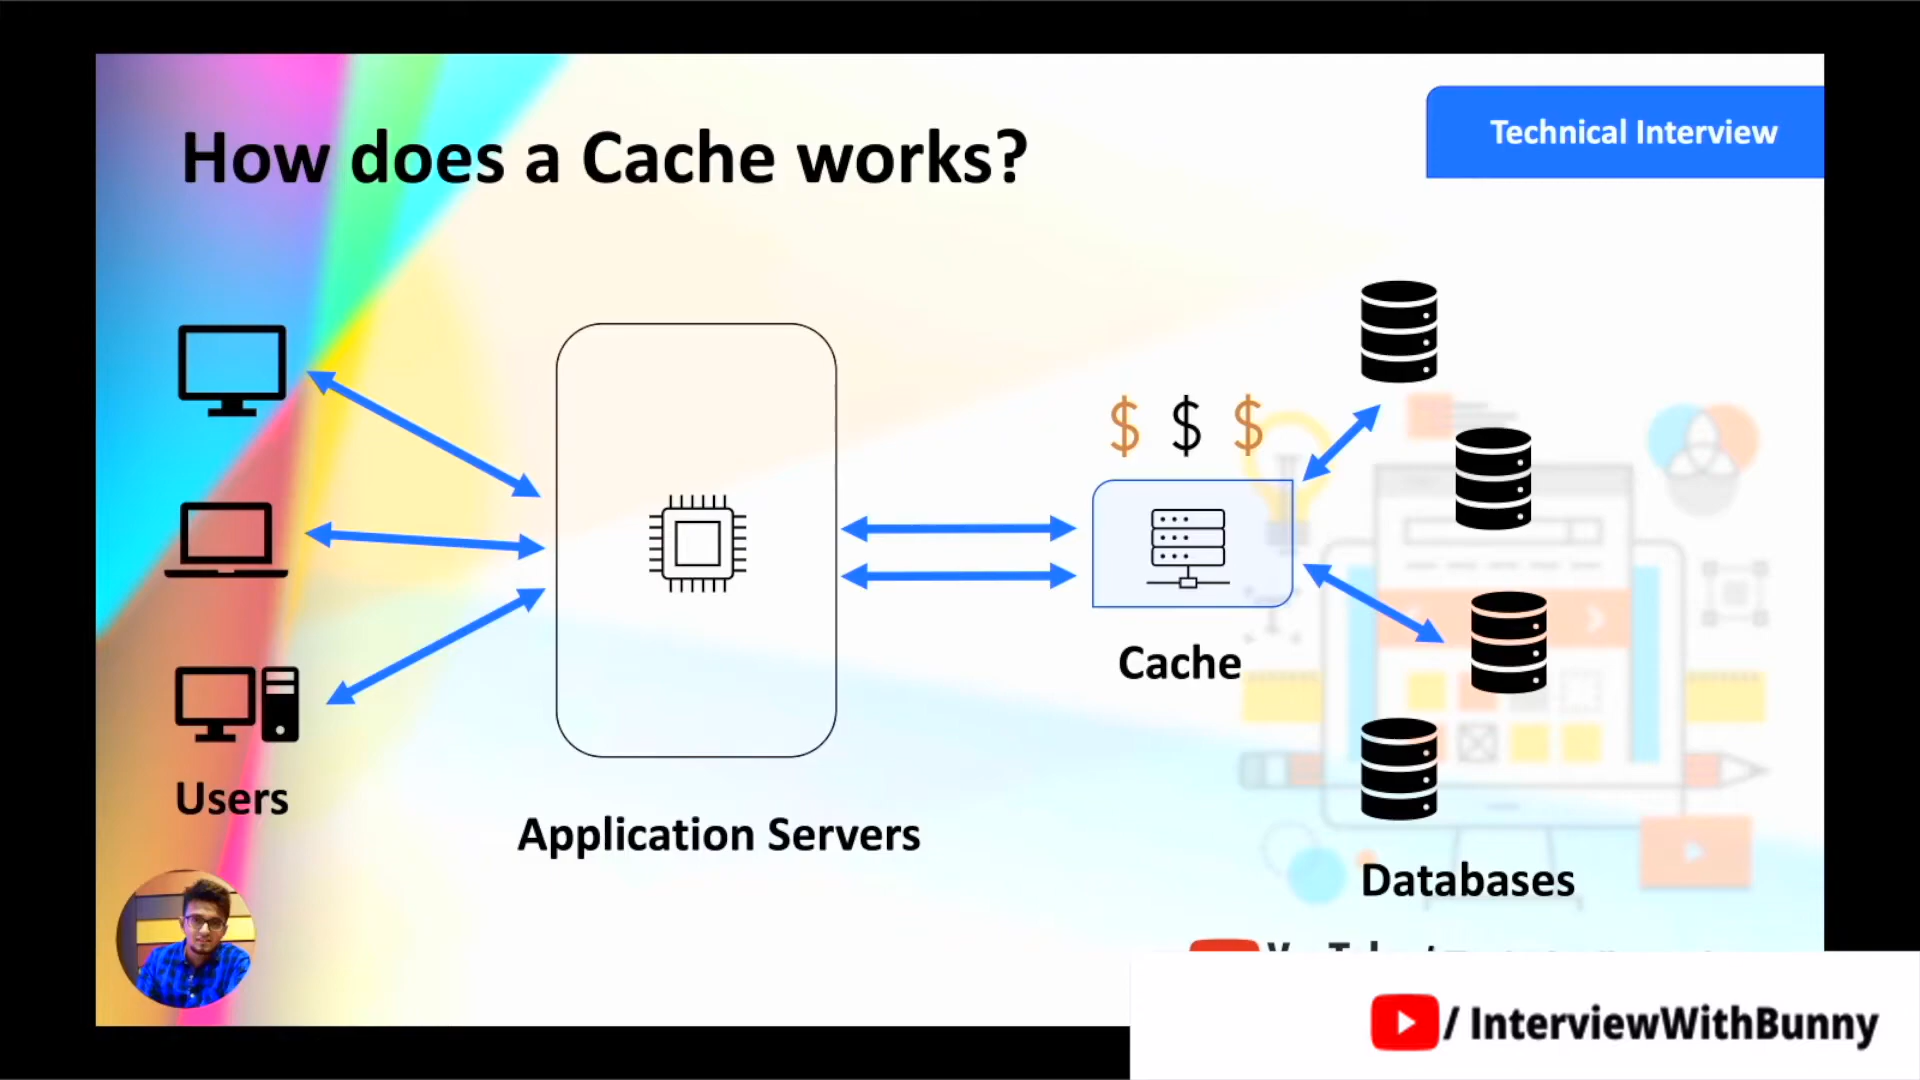 How does a Cache works?
Technical Interview
$ $ $
Cache
Users
Application Servers
Databases
/ InterviewWithBunny